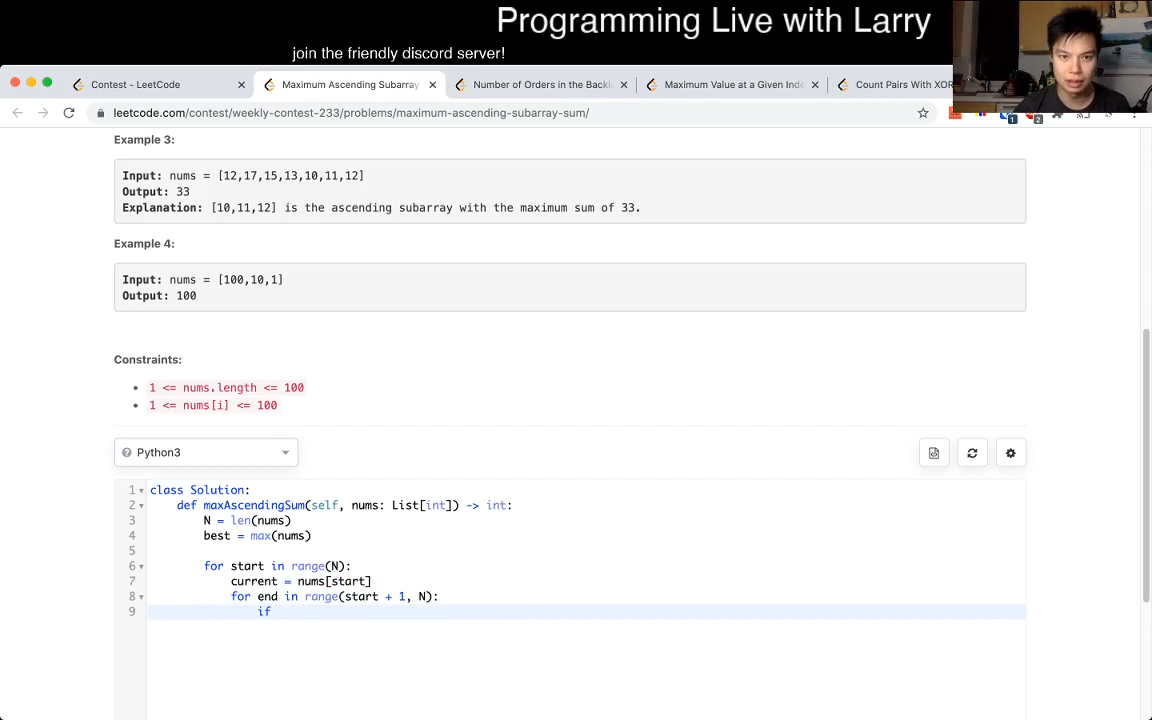 Programming Live with Larry
join the friendly discord server!
Contest - LeetCode
Maximum Ascending Subarray
Number of Orders in the Backl
Maximum Value at a Given Inde
Count Pairs With XOR
leetcode.com/contest/weekly-contest-233/problems/maximum-ascending-subarray-sum/
Example 3:
Input: nums = [12,17,15,13,10,11,12]
Output: 33
Explanation: [10,11,12] is the ascending subarray with the maximum sum of 33.
Example 4:
Input: nums = [100,10,1]
Output: 100
Constraints:
1 <= nums.length <= 100
1 <= nums[i] <= 100
Python3
1 class Solution:
2 def maxAscendingSum(self, nums: List[int]) -> int:
3 N = len(nums)
4 best = max(nums)
5
6 for start in range(N):
7 current = nums[start]
8 for end in range(start + 1, N):
9 if